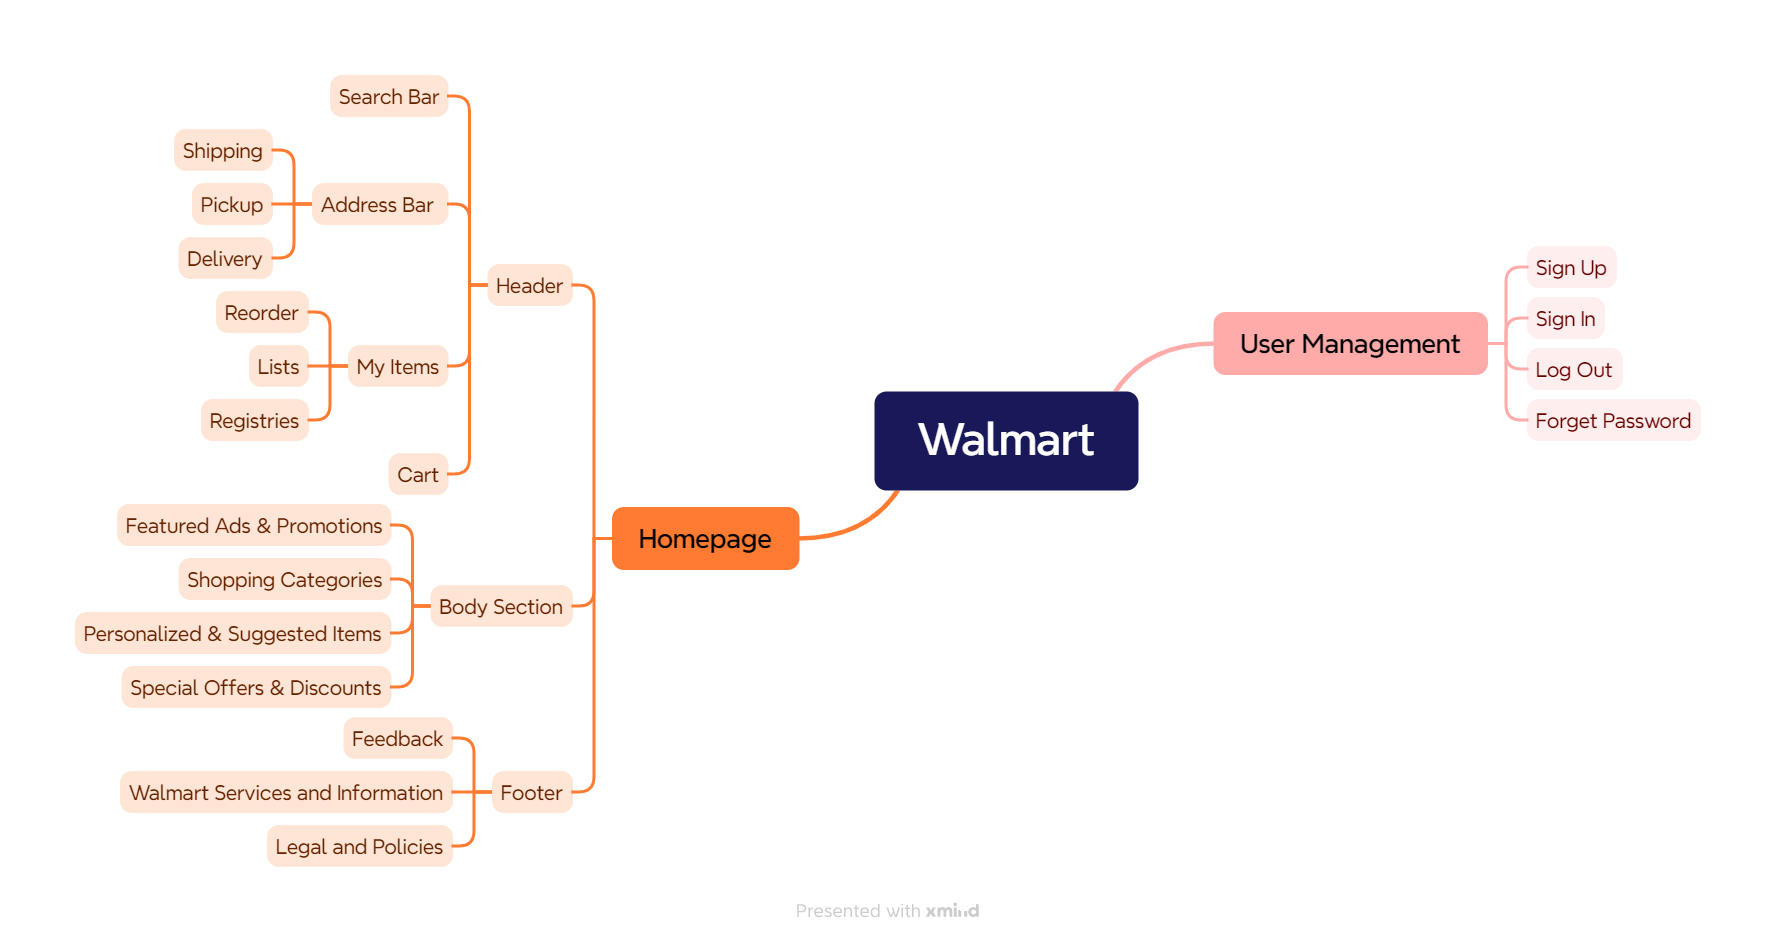 Search Bar
Shipping
Pickup
Address Bar
Delivery
Header
Reorder
Lists
My Items
Registries
Cart
Featured Ads & Promotions
Shopping Categories
Body Section
Personalized & Suggested Items
Special Offers & Discounts
Feedback
Walmart Services and Information
Footer
Legal and Policies
Homepage
Walmart
User Management
Sign Up
Sign In
Log Out
Forget Password
Presented with xmind